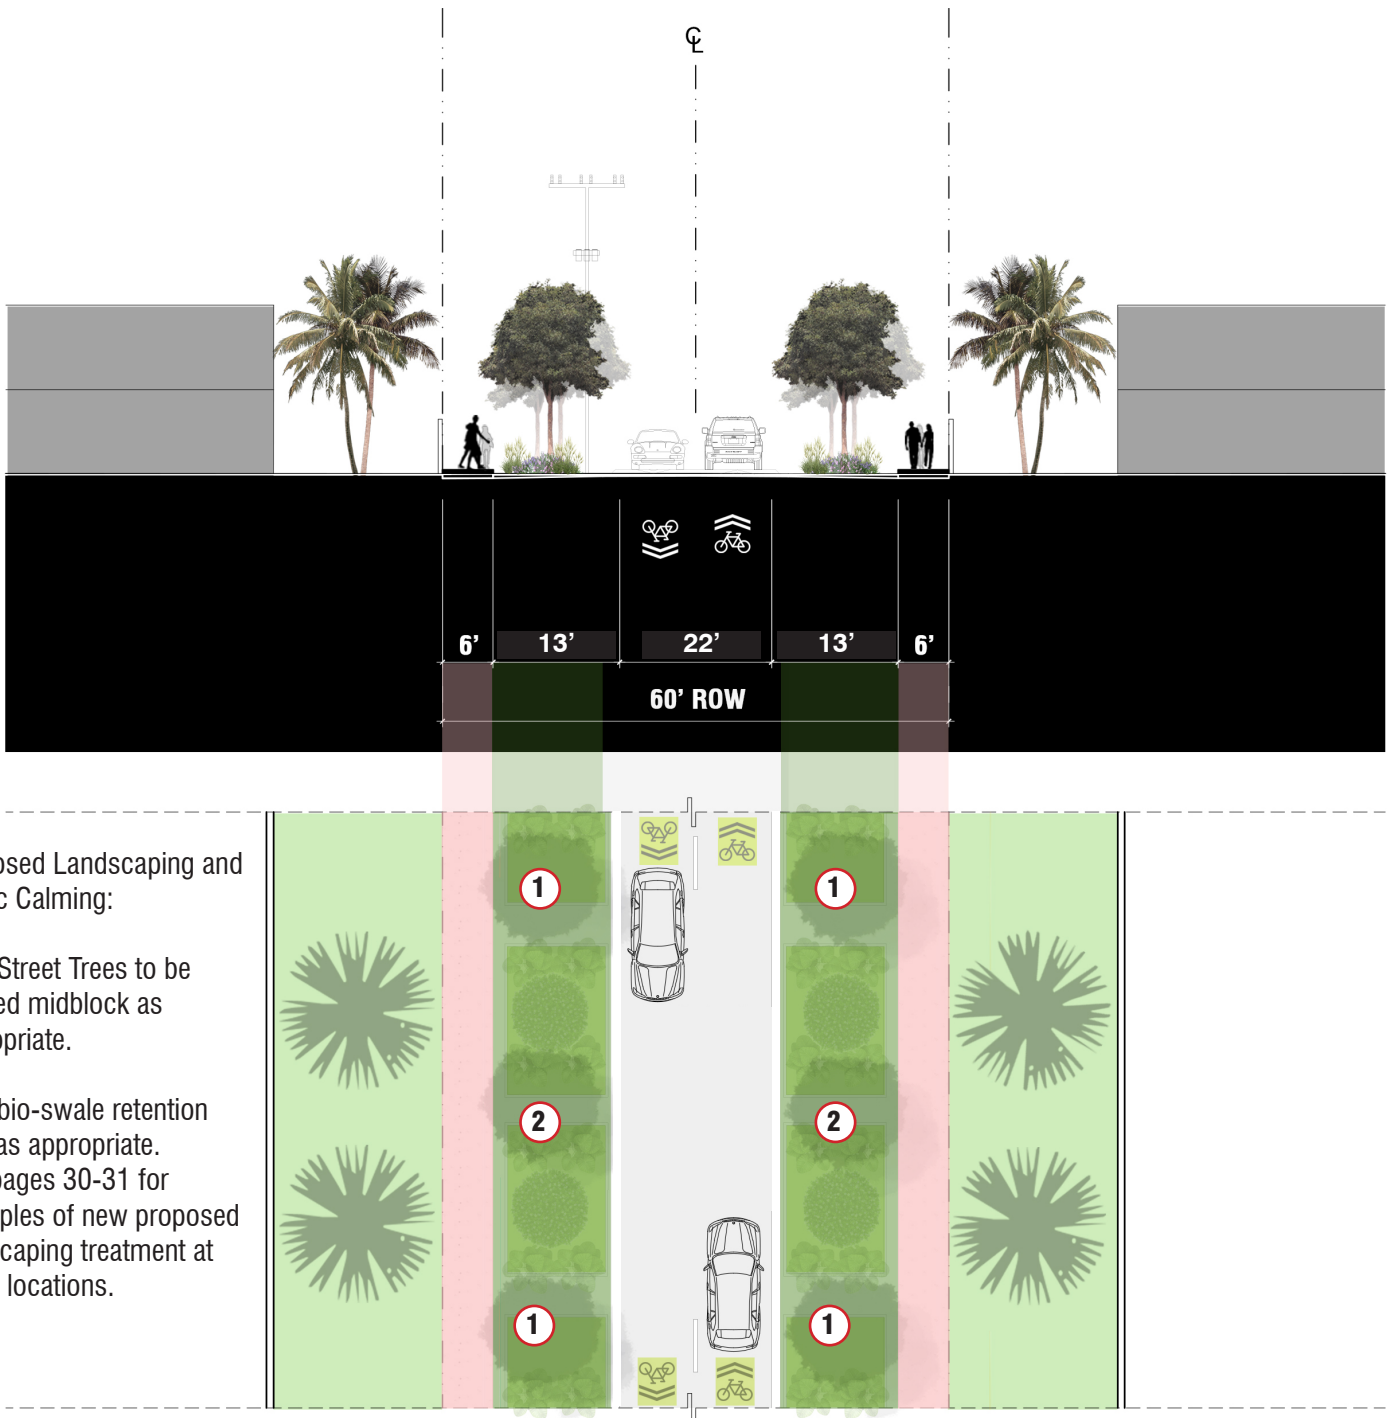 ℄
6’ 13’ 22’ 13’ 6’
60’ ROW
osed Landscaping and
c Calming:
Street Trees to be
ed midblock as
opriate.
bio-swale retention
as appropriate.
pages 30-31 for
ples of new proposed
scaping treatment at
locations.
1 1
2 2
1 1